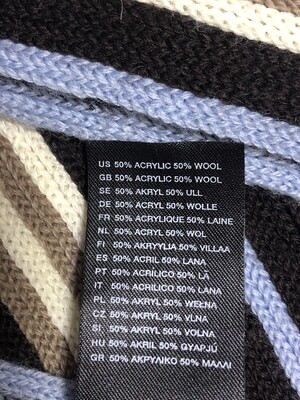 US 50% ACRYLIC 50% WOOL
GB 50% ACRYLIC 50% WOOL
SE 50% AKRYL 50% ULL
DE 50% ACRYL 50% WOLLE
FR 50% ACRYLIQUE 50% LAINE
NL 50% ACRYL 50% WOL
FI 50% AKRYYLIA 50% VILLAA
ES 50% ACRIL 50% LANA
PT 50% ACRÍLICO 50% LÃ
IT 50% ACRILICO 50% LANA
PL 50% AKRYL 50% WEŁNA
CZ 50% AKRYL 50% VLNA
SI 50% AKRYL 50% VOLNA
HU 50% AKRIL 50% GYAPJÚ
GR 50% ΑΚΡΥΛΙΚΟ 50% ΜΑΛΛΙ